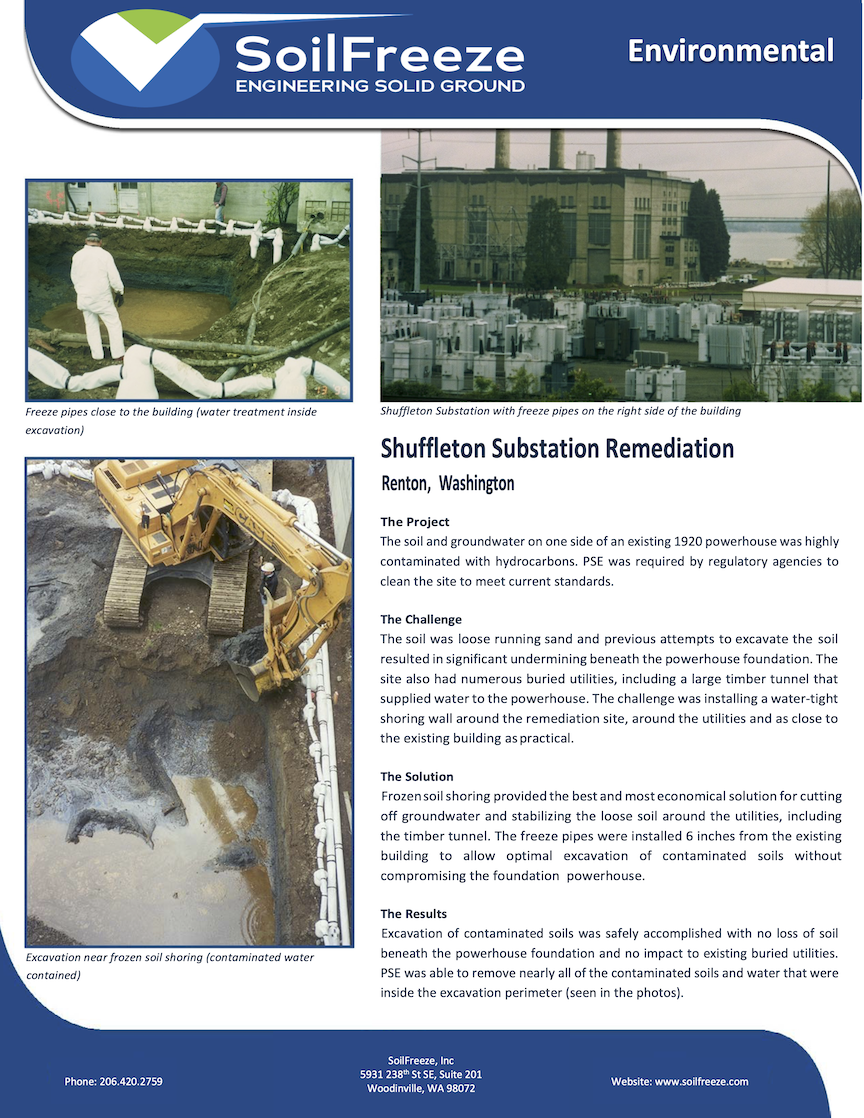 SoilFreeze
ENGINEERING SOLID GROUND
Environmental
Freeze pipes close to the building (water treatment inside
excavation)
Shuffleton Substation with freeze pipes on the right side of the building
Shuffleton Substation Remediation
Renton, Washington
The Project
The soil and groundwater on one side of an existing 1920 powerhouse was highly
contaminated with hydrocarbons. PSE was required by regulatory agencies to
clean the site to meet current standards.
The Challenge
The soil was loose running sand and previous attempts to excavate the soil
resulted in significant undermining beneath the powerhouse foundation. The
site also had numerous buried utilities, including a large timber tunnel that
supplied water to the powerhouse. The challenge was installing a water-tight
shoring wall around the remediation site, around the utilities and as close to
the existing building as practical.
The Solution
Frozen soil shoring provided the best and most economical solution for cutting
off groundwater and stabilizing the loose soil around the utilities, including
the timber tunnel. The freeze pipes were installed 6 inches from the existing
building to allow optimal excavation of contaminated soils without
compromising the foundation powerhouse.
The Results
Excavation of contaminated soils was safely accomplished with no loss of soil
beneath the powerhouse foundation and no impact to existing buried utilities.
PSE was able to remove nearly all of the contaminated soils and water that were
inside the excavation perimeter (seen in the photos).
CASE
Excavation near frozen soil shoring (contaminated water
contained)
Phone: 206.420.2759
SoilFreeze, Inc
5931 238th St SE, Suite 201
Woodinville, WA 98072
Website: www.soilfreeze.com